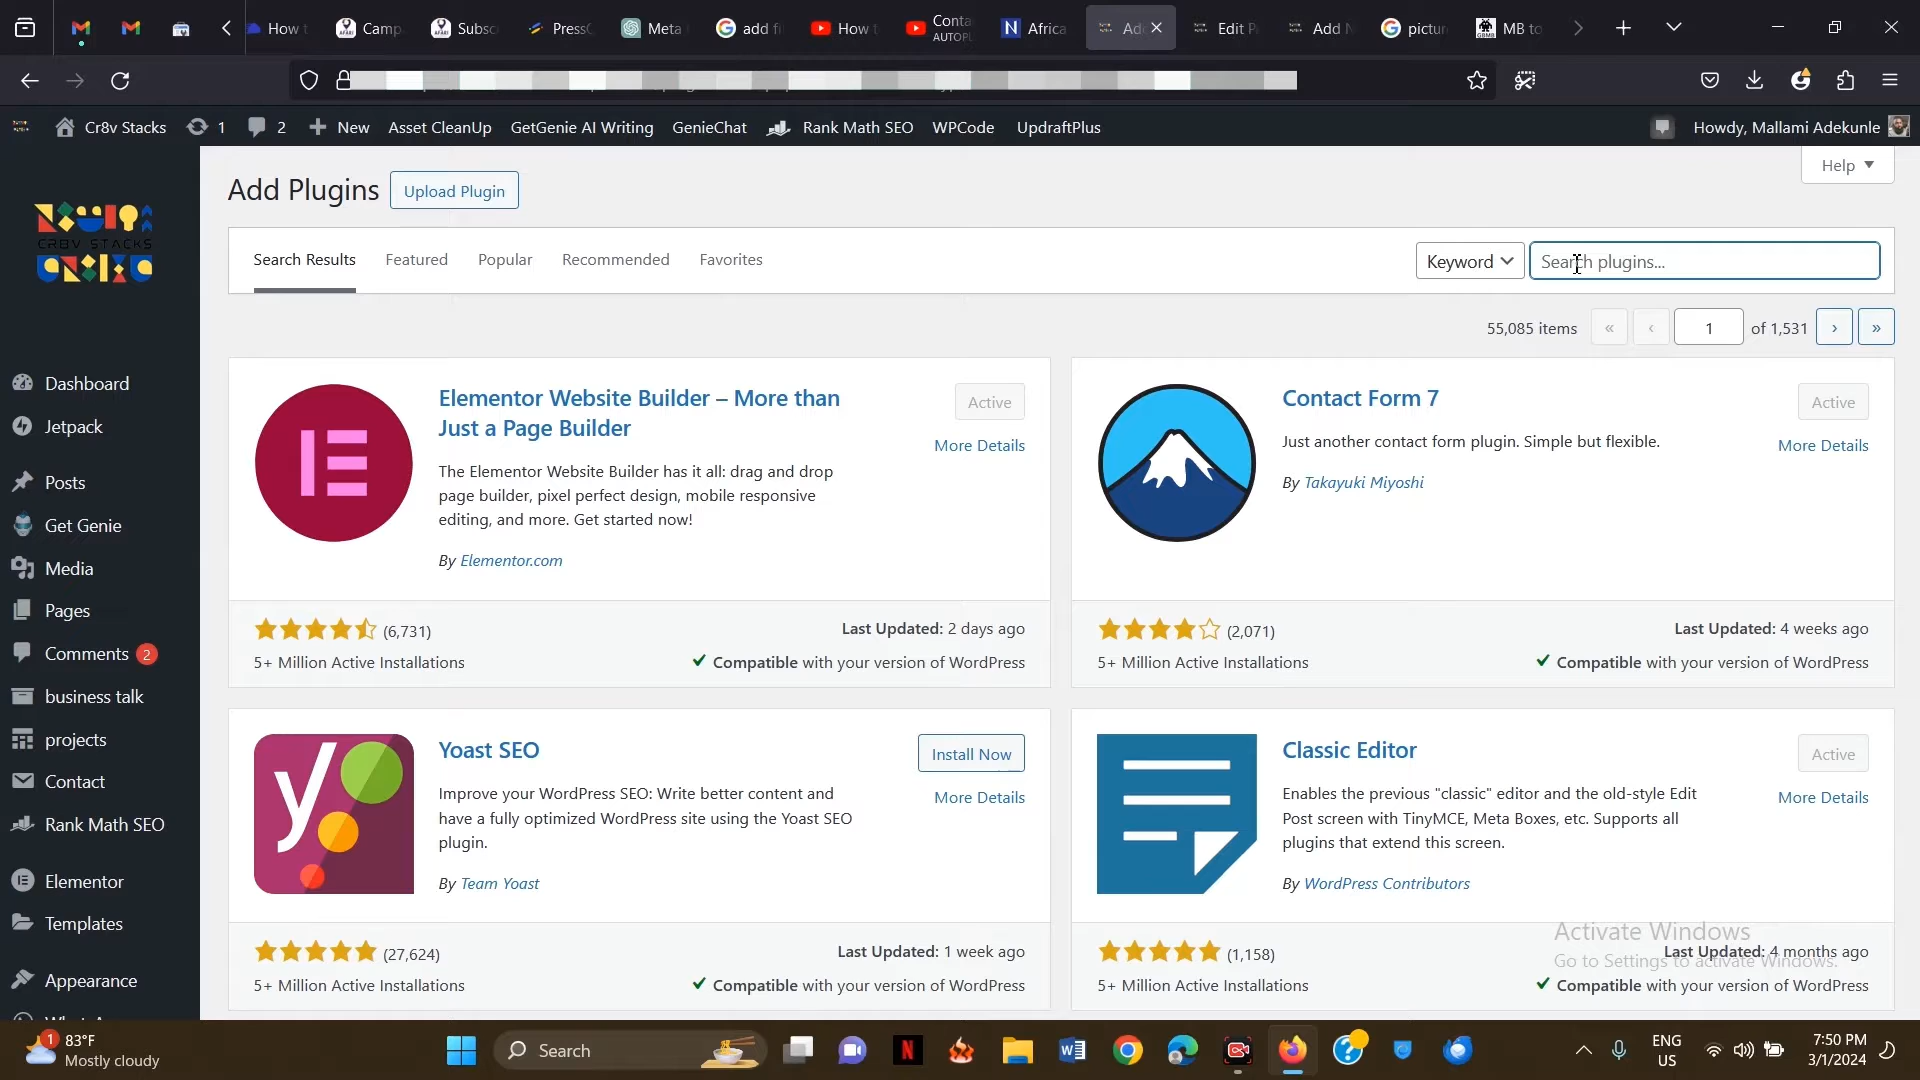 How t
Camp
Subsc
Press
Meta
add fi
How t
Conta
AUTOPL
Africa
Ad
Edit P
Add N
pictur
MB to
Cr8v Stacks
1
2
New
Asset CleanUp
GetGenie AI Writing
GenieChat
Rank Math SEO
WPCode
UpdraftPlus
Howdy, Mallami Adekunle
Help
Add Plugins
Upload Plugin
Search Results
Featured
Popular
Recommended
Favorites
Keyword
Search plugins...
55,085 items
«
‹
1
of 1,531
›
»
CR8V STACKS
Dashboard
Jetpack
Posts
Get Genie
Media
Pages
Comments 2
business talk
projects
Contact
Rank Math SEO
Elementor
Templates
Appearance
Elementor Website Builder – More than
Just a Page Builder
Active
More Details
The Elementor Website Builder has it all: drag and drop
page builder, pixel perfect design, mobile responsive
editing, and more. Get started now!
By Elementor.com
(6,731)
Last Updated: 2 days ago
5+ Million Active Installations
Compatible with your version of WordPress
Contact Form 7
Active
More Details
Just another contact form plugin. Simple but flexible.
By Takayuki Miyoshi
(2,071)
Last Updated: 4 weeks ago
5+ Million Active Installations
Compatible with your version of WordPress
Yoast SEO
Install Now
More Details
Improve your WordPress SEO: Write better content and
have a fully optimized WordPress site using the Yoast SEO
plugin.
By Team Yoast
(27,624)
Last Updated: 1 week ago
5+ Million Active Installations
Compatible with your version of WordPress
Classic Editor
Active
More Details
Enables the previous "classic" editor and the old-style Edit
Post screen with TinyMCE, Meta Boxes, etc. Supports all
plugins that extend this screen.
By WordPress Contributors
(1,158)
Last Updated: 4 months ago
5+ Million Active Installations
Compatible with your version of WordPress
Activate Windows
Go to Settings to activate Windows.
1
83°F
Mostly cloudy
Search
ENG
US
7:50 PM
3/1/2024